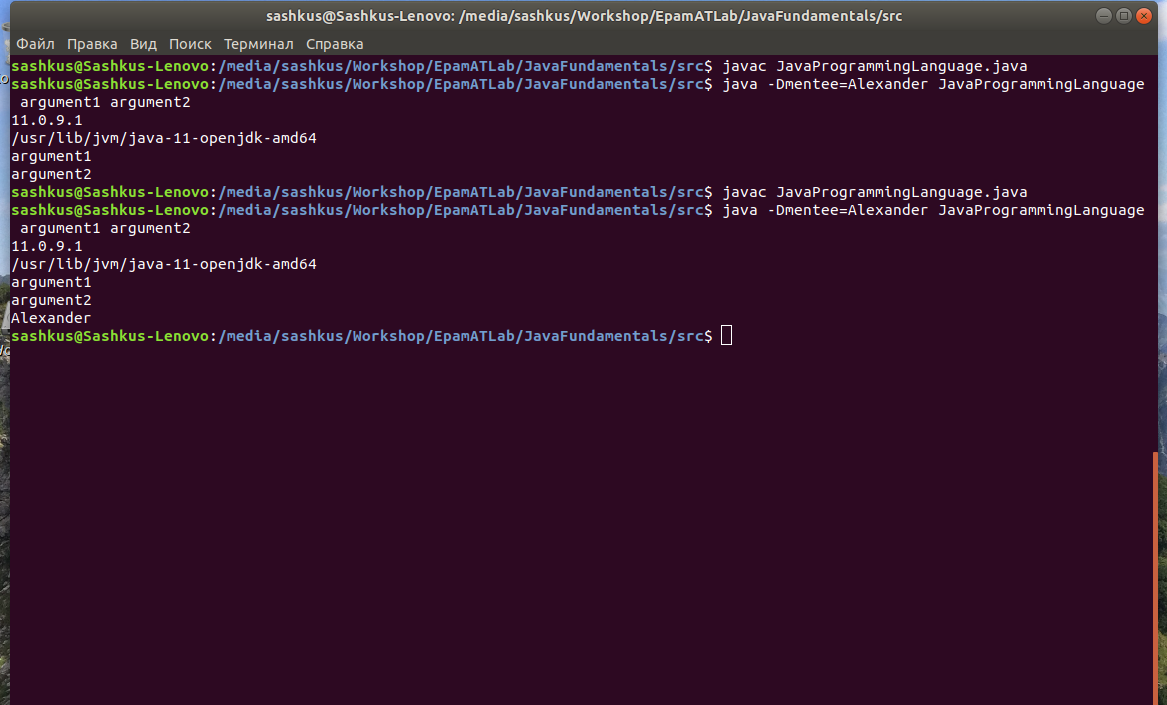 sashkus@Sashkus-Lenovo: /media/sashkus/Workshop/EpamATLab/JavaFundamentals/src
Файл Правка Вид Поиск Терминал Справка
sashkus@Sashkus-Lenovo:/media/sashkus/Workshop/EpamATLab/JavaFundamentals/src$ javac JavaProgrammingLanguage.java
sashkus@Sashkus-Lenovo:/media/sashkus/Workshop/EpamATLab/JavaFundamentals/src$ java -Dmentee=Alexander JavaProgrammingLanguage
argument1 argument2
11.0.9.1
/usr/lib/jvm/java-11-openjdk-amd64
argument1
argument2
sashkus@Sashkus-Lenovo:/media/sashkus/Workshop/EpamATLab/JavaFundamentals/src$ javac JavaProgrammingLanguage.java
sashkus@Sashkus-Lenovo:/media/sashkus/Workshop/EpamATLab/JavaFundamentals/src$ java -Dmentee=Alexander JavaProgrammingLanguage
argument1 argument2
11.0.9.1
/usr/lib/jvm/java-11-openjdk-amd64
argument1
argument2
Alexander
sashkus@Sashkus-Lenovo:/media/sashkus/Workshop/EpamATLab/JavaFundamentals/src$